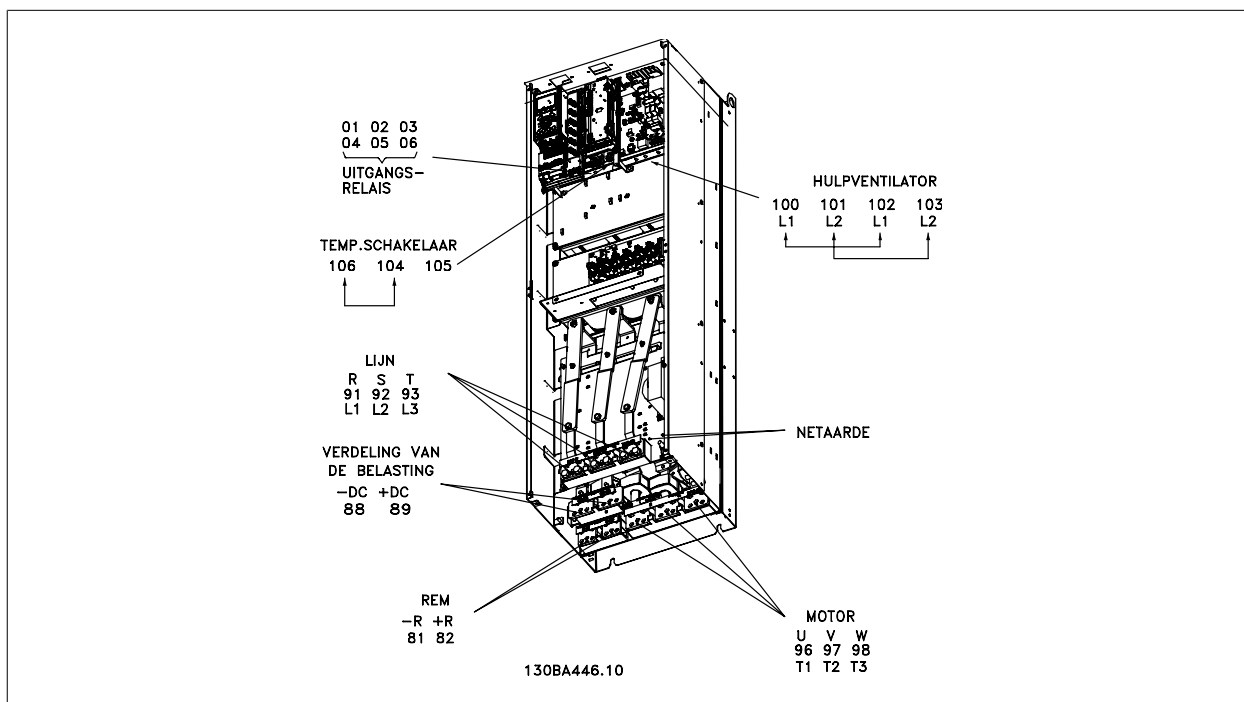 01 02 03
04 05 06
UITGANGS-
RELAIS
HULPVENTILATOR
100 101 102 103
L1 L2 L1 L2
TEMP.SCHAKELAAR
106 104 105
LIJN
R S T
91 92 93
L1 L2 L3
NETAARDE
VERDELING VAN
DE BELASTING
-DC +DC
88 89
REM
-R +R
81 82
MOTOR
U V W
96 97 98
T1 T2 T3
130BA446.10